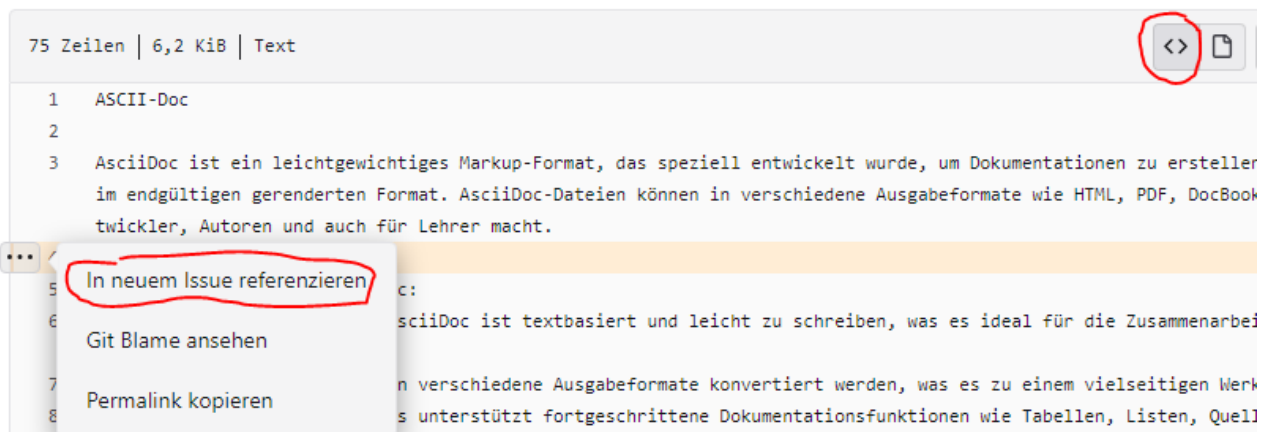 75 Zeilen | 6,2 KiB | Text
<>
1 ASCII-Doc
2
3 AsciiDoc ist ein leichtgewichtiges Markup-Format, das speziell entwickelt wurde, um Dokumentationen zu erstellen
im endgültigen gerenderten Format. AsciiDoc-Dateien können in verschiedene Ausgabeformate wie HTML, PDF, DocBook
twickler, Autoren und auch für Lehrer macht.
...
In neuem Issue referenzieren
5 c:
6 sciiDoc ist textbasiert und leicht zu schreiben, was es ideal für die Zusammenarbei
Git Blame ansehen
7 n verschiedene Ausgabeformate konvertiert werden, was es zu einem vielseitigen Werk
Permalink kopieren
8 s unterstützt fortgeschrittene Dokumentationsfunktionen wie Tabellen, Listen, Quell